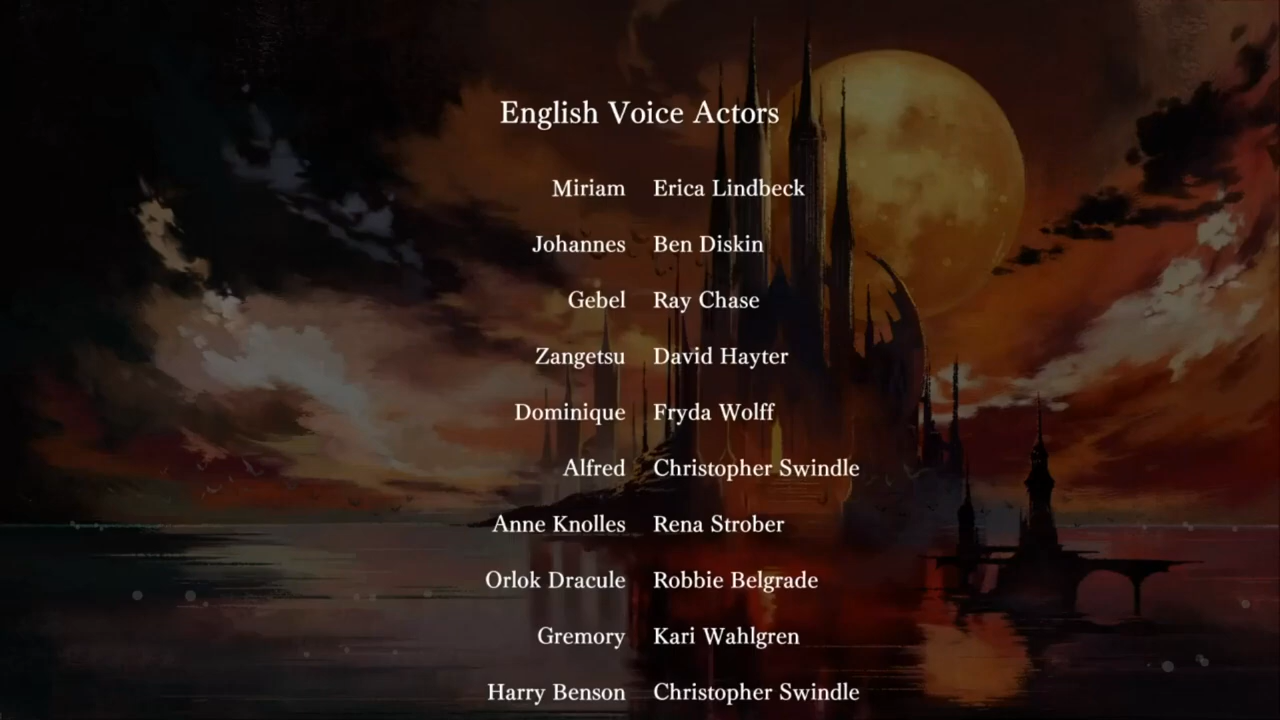 English Voice Actors
Miriam Erica Lindbeck
Johannes Ben Diskin
Gebel Ray Chase
Zangetsu David Hayter
Dominique Fryda Wolff
Alfred Christopher Swindle
Anne Knolles Rena Strober
Orlok Dracule Robbie Belgrade
Gremory Kari Wahlgren
Harry Benson Christopher Swindle